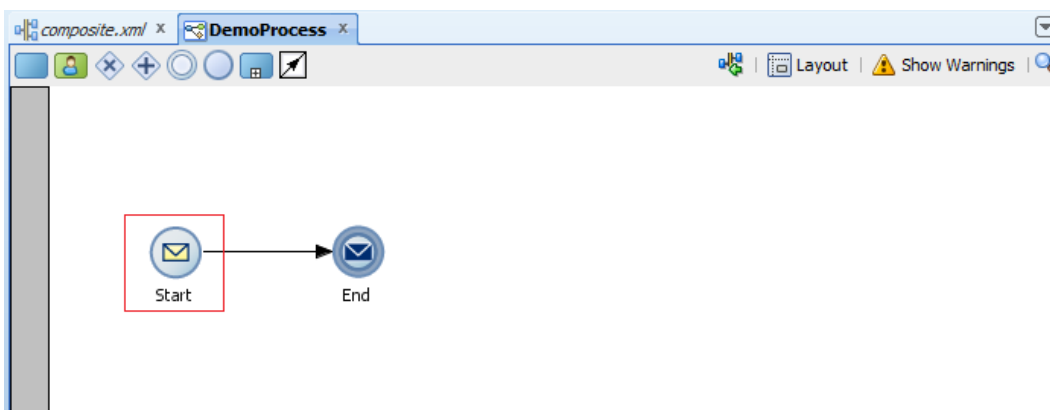 composite.xml x DemoProcess x
Layout Show Warnings
Start End